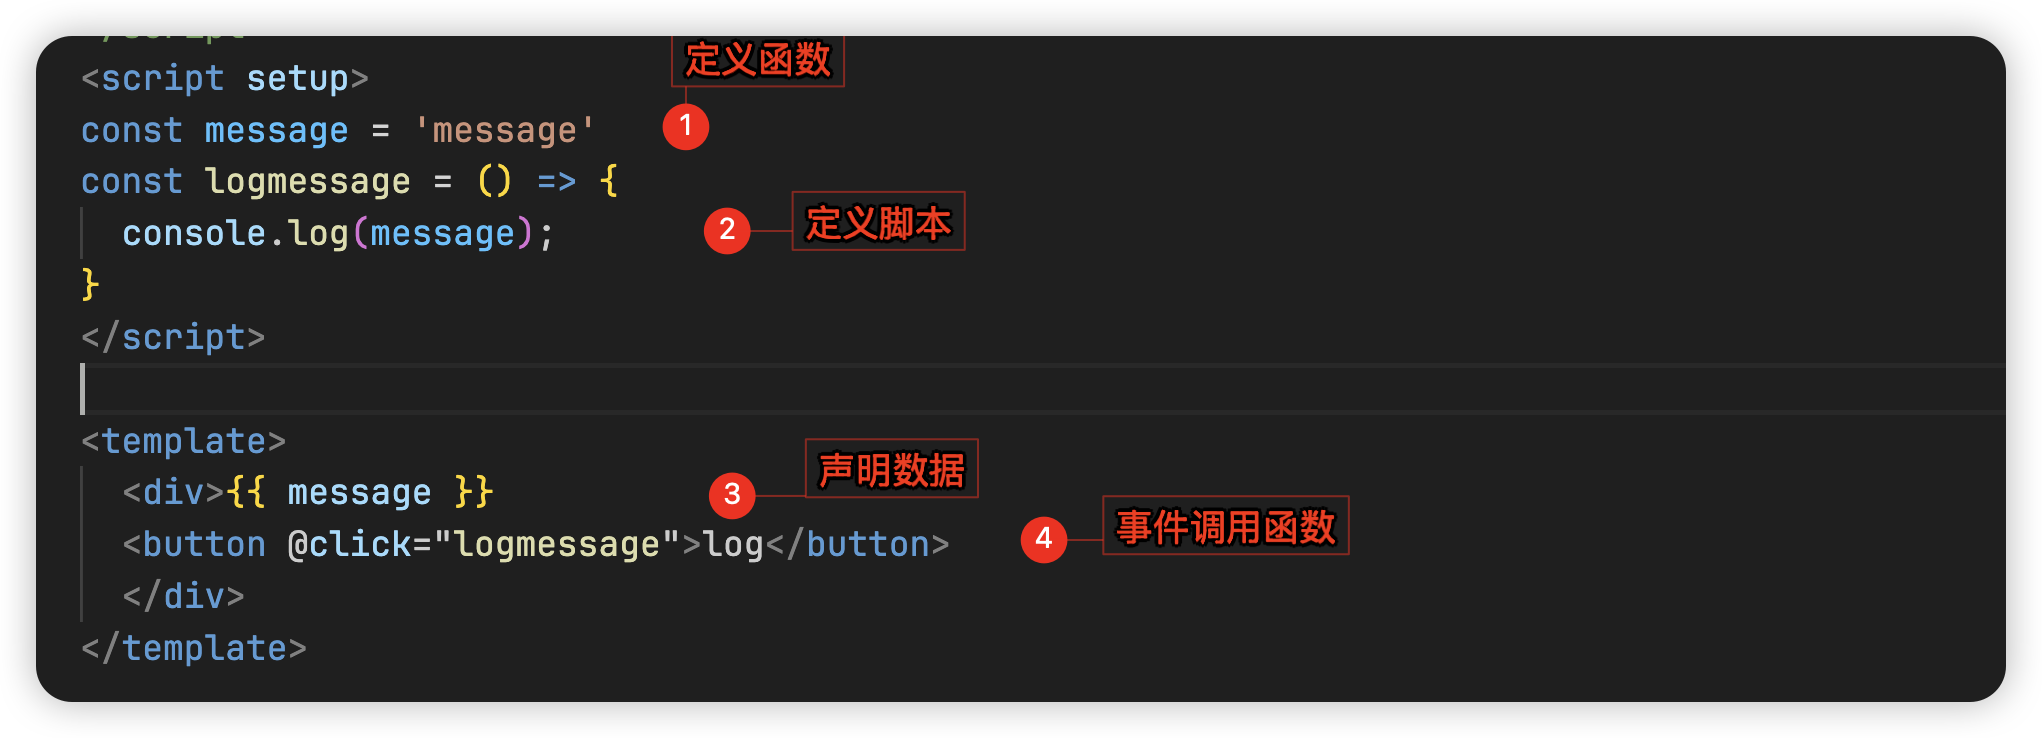 定义函数
<script setup>
const message = 'message'
1
const logmessage = () => {
console.log(message);
2
定义脚本
}
</script>
<template>
<div>{{ message }}
3
声明数据
<button @click="logmessage">log</button>
4
事件调用函数
</div>
</template>